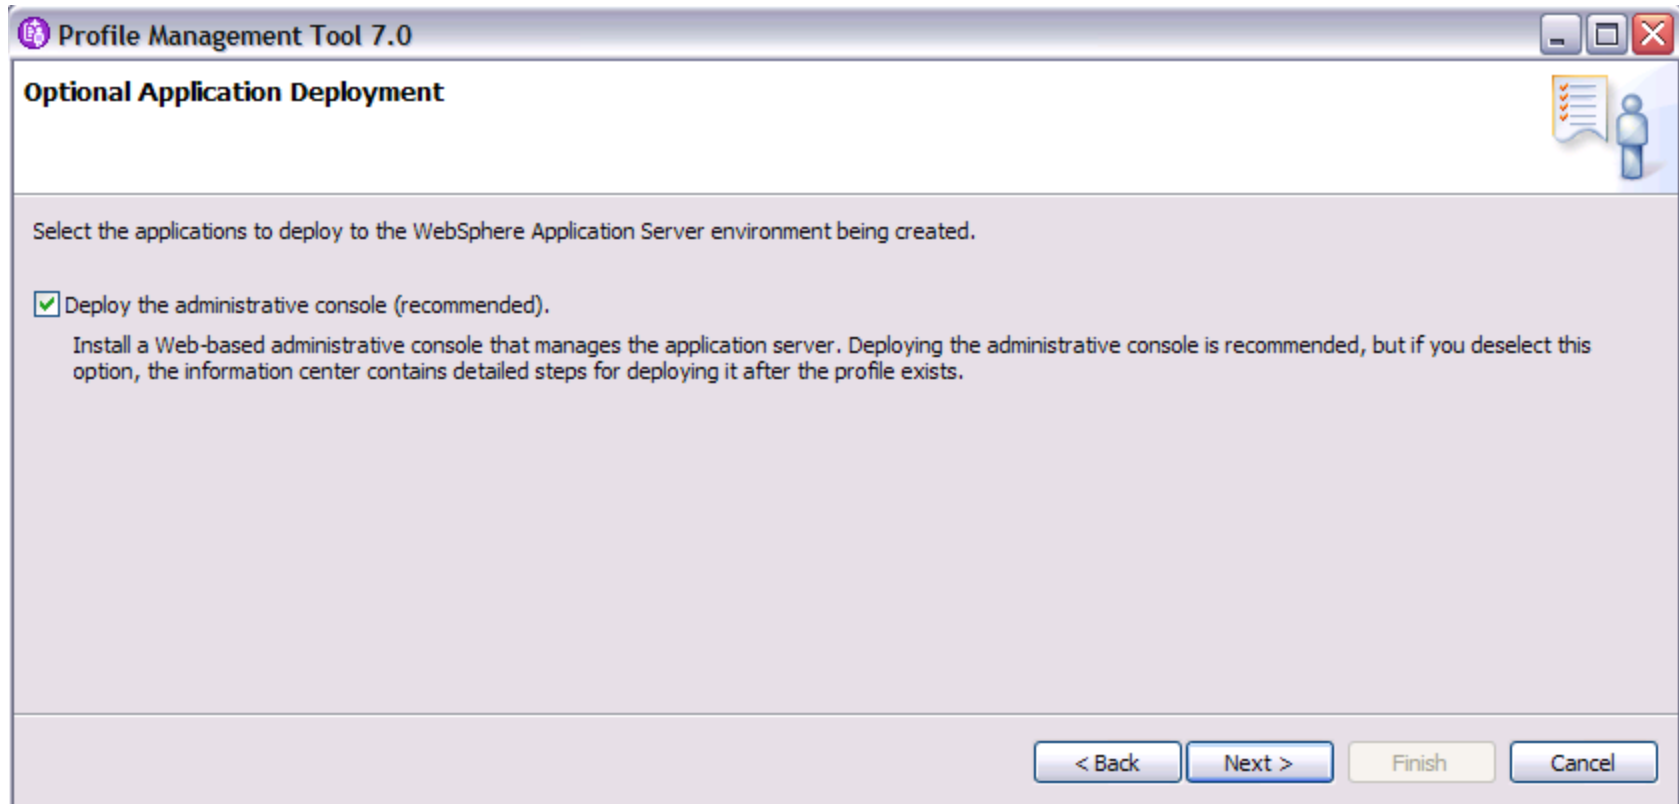 Profile Management Tool 7.0
Optional Application Deployment
Select the applications to deploy to the WebSphere Application Server environment being created.
Deploy the administrative console (recommended).
Install a Web-based administrative console that manages the application server. Deploying the administrative console is recommended, but if you deselect this
option, the information center contains detailed steps for deploying it after the profile exists.
< Back Next > Finish Cancel